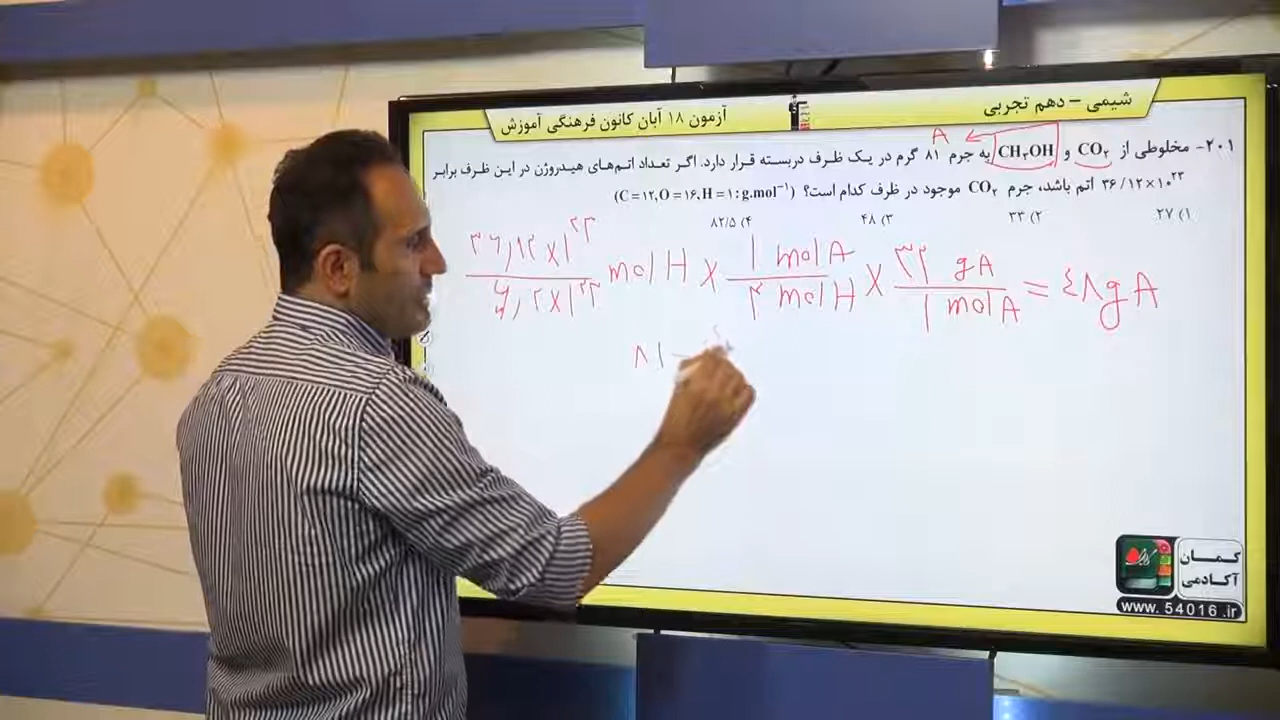 شیمی – دهم تجربی
آزمون ۱۸ آبان کانون فرهنگی آموزش
۲۰۱- مخلوطی از CO₂ و CH₃OH به جرم ۸۱ گرم در یک ظرف دربسته قرار دارد. اگر تعداد اتم‌های هیدروژن در این ظرف برابر
۳۶/۱۲×۱۰²³ اتم باشد، جرم CO₂ موجود در ظرف کدام است؟ (C=۱۲,O=۱۶,H=۱:g.mol⁻¹)
۱) ۲۷ ۲) ۳۳ ۳) ۴۸ ۴) ۸۲/۵
A
۳۶٫۱۲×۱۰²³ / ۶٫۰۲×۱۰²³ mol H × ۱ mol A / ۴ mol H × ۳۲ g A / ۱ mol A = ۴۸ g A
۸۱ –
کمان
آکادمی
www.54016.ir